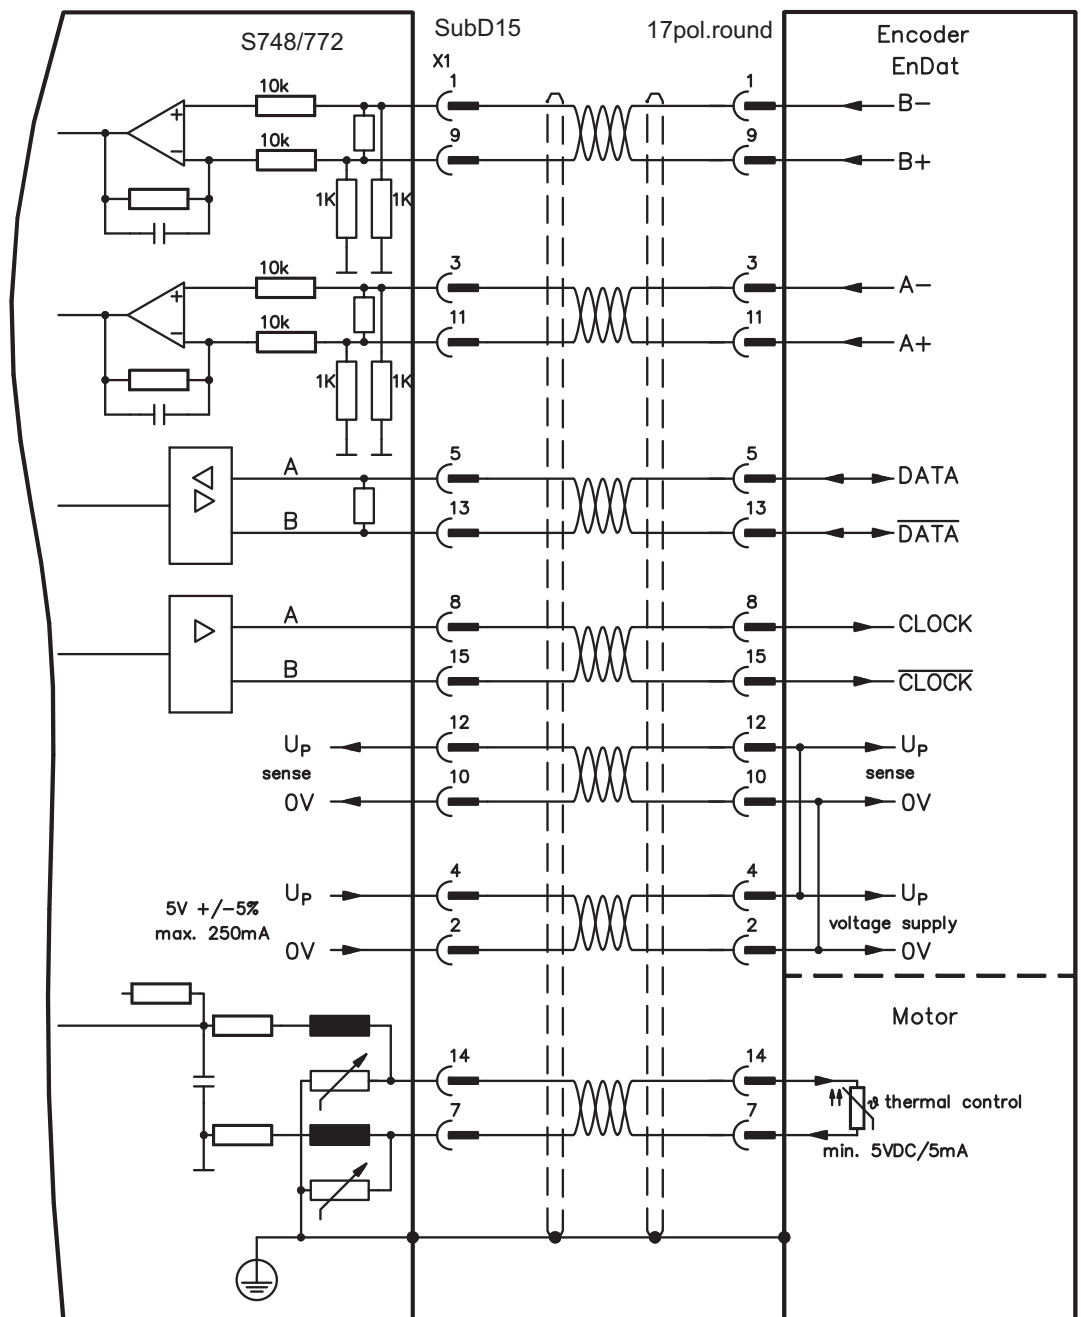 S748/772
SubD15
17pol.round
Encoder
EnDat
X1
10k
1
1
B−
+
10k
9
9
B+
−
1K
1K
10k
3
3
A−
+
10k
11
11
A+
−
1K
1K
A
5
5
DATA
B
13
13
D̅A̅T̅A̅
A
8
8
CLOCK
B
15
15
C̅L̅O̅C̅K̅
UP
12
12
UP
sense
sense
0V
10
10
0V
5V +/−5%
max. 250mA
UP
4
4
UP
voltage supply
0V
2
2
0V
Motor
14
14
ϑ thermal control
7
7
min. 5VDC/5mA